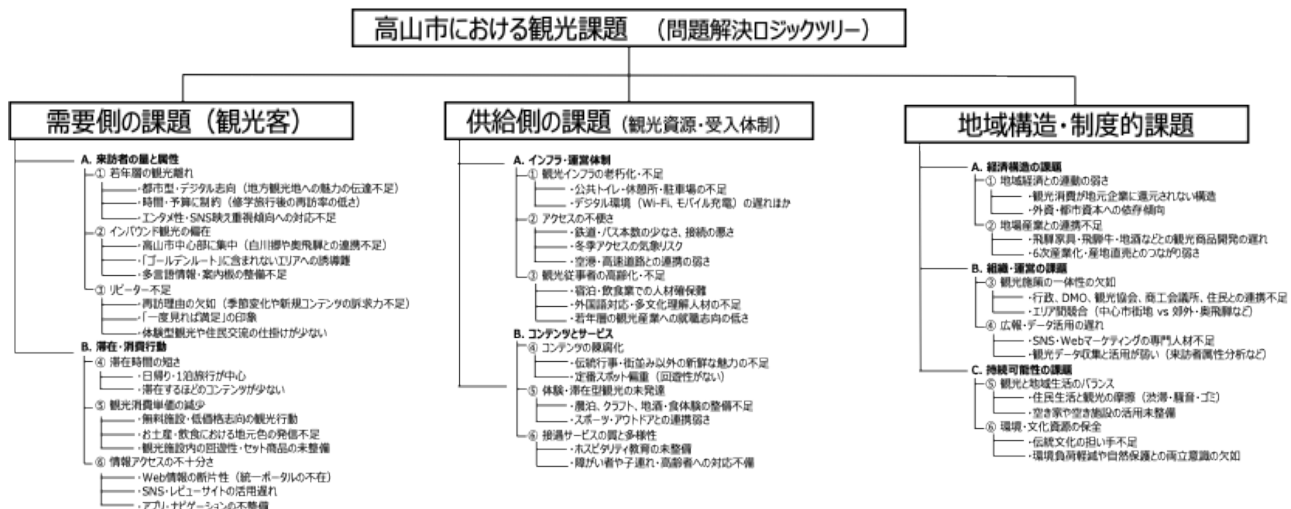 高山市における観光課題 (問題解決ロジックツリー)
需要側の課題(観光客)
A. 来訪者の量と属性
① 若年層の観光離れ
・都市型・デジタル志向(地方観光地への魅力の伝達不足)
・時間・予算に制約(修学旅行後の再訪率の低さ)
・エンタメ性・SNS映え重視傾向への対応不足
② インバウンド観光の偏在
・高山市中心部に集中(白川郷や奥飛騨との連携不足)
・「ゴールデンルート」に含まれないエリアへの誘導難
・多言語情報・案内板の整備不足
③ リピーター不足
・再訪理由の欠如(季節変化や新規コンテンツの訴求力不足)
・「一度見れば満足」の印象
・体験型観光や住民交流の仕掛けが少ない
B. 滞在・消費行動
④ 滞在時間の短さ
・日帰り・1泊旅行が中心
・滞在するほどのコンテンツが少ない
⑤ 観光消費単価の減少
・無料施設・低価格志向の観光行動
・お土産・飲食における地元色の発信不足
・観光施設内の回遊性・セット商品の未整備
⑥ 情報アクセスの不十分さ
・Web情報の断片性(統一ポータルの不在)
・SNS・レビューサイトの活用遅れ
・アプリ・ナビゲーションの不整備
供給側の課題(観光資源・受入体制)
A. インフラ・運営体制
① 観光インフラの老朽化・不足
・公共トイレ・休憩所・駐車場の不足
・デジタル環境(Wi-Fi、モバイル充電)の遅れほか
② アクセスの不便さ
・鉄道・バス本数の少なさ、接続の悪さ
・冬季アクセスの気象リスク
・空港・高速道路との連携の弱さ
③ 観光従事者の高齢化・不足
・宿泊・飲食業での人材確保難
・外国語対応・多文化理解人材の不足
・若年層の観光産業への就職志向の低さ
B. コンテンツとサービス
④ コンテンツの陳腐化
・伝統行事・街並み以外の新鮮な魅力の不足
・定番スポット偏重(回遊性がない)
⑤ 体験・滞在型観光の未発達
・農泊、クラフト、地酒・食体験の整備不足
・スポーツ・アウトドアとの連携弱さ
⑥ 接遇サービスの質と多様性
・ホスピタリティ教育の未整備
・障がい者や子連れ・高齢者への対応不備
地域構造・制度的課題
A. 経済構造の課題
① 地域経済との連動の弱さ
・観光消費が地元企業に還元されない構造
・外資・都市資本への依存傾向
② 地場産業との連携不足
・飛騨家具・飛騨牛・地酒などとの観光商品開発の遅れ
・6次産業化・産地直売とのつながり弱さ
B. 組織・運営の課題
③ 観光施策の一体性の欠如
・行政、DMO、観光協会、商工会議所、住民との連携不足
・エリア間競合(中心市街地 vs 郊外・奥飛騨など)
④ 広報・データ活用の遅れ
・SNS・Webマーケティングの専門人材不足
・観光データ収集と活用が弱い(来訪者属性分析など)
C. 持続可能性の課題
⑤ 観光と地域生活のバランス
・住民生活と観光の摩擦(渋滞・騒音・ゴミ)
・空き家や空き施設の活用未整備
⑥ 環境・文化資源の保全
・伝統文化の担い手不足
・環境負荷軽減や自然保護との両立意識の欠如